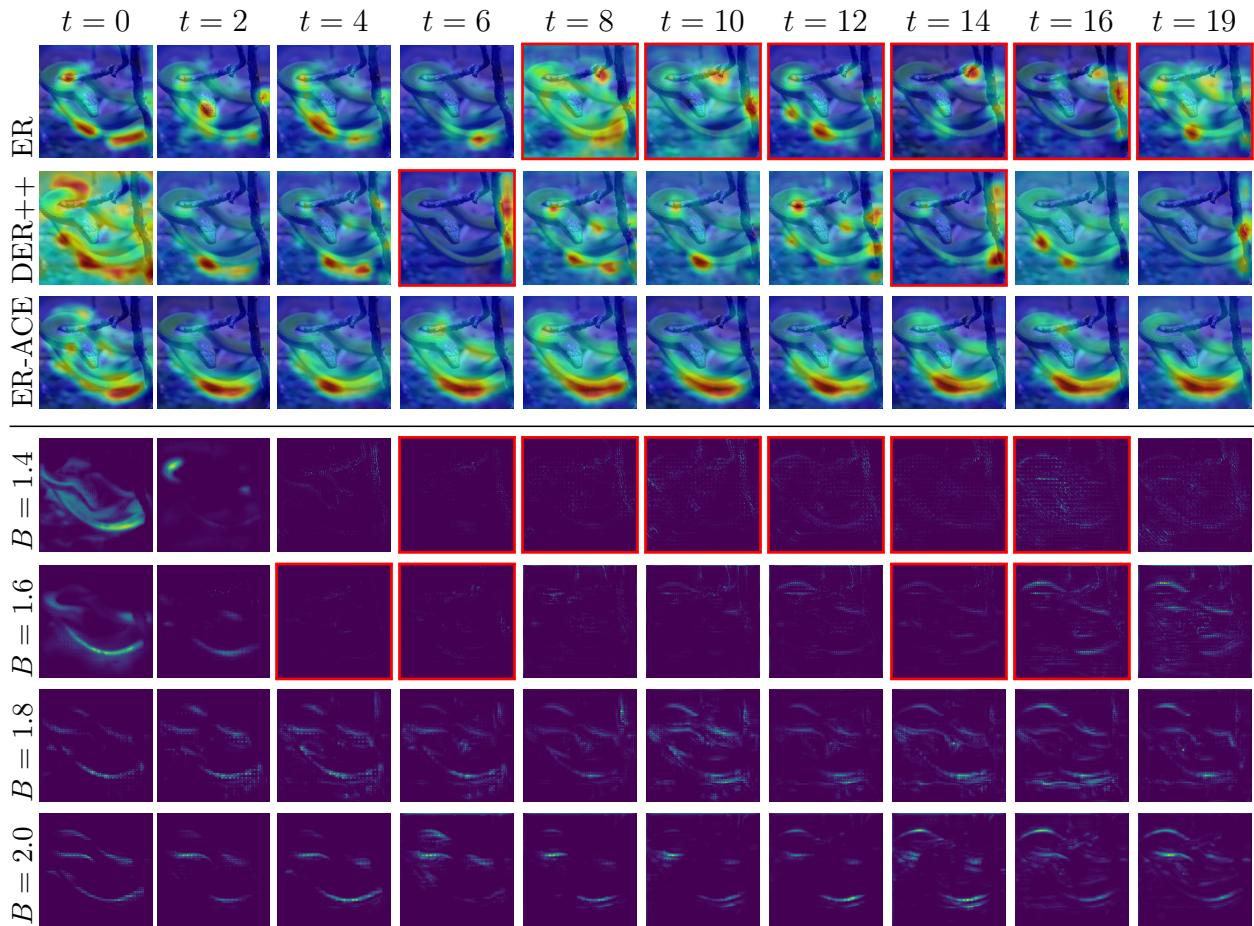 t = 0 t = 2 t = 4 t = 6 t = 8 t = 10 t = 12 t = 14 t = 16 t = 19
ER
DER++
ER-ACE
B = 1.4
B = 1.6
B = 1.8
B = 2.0